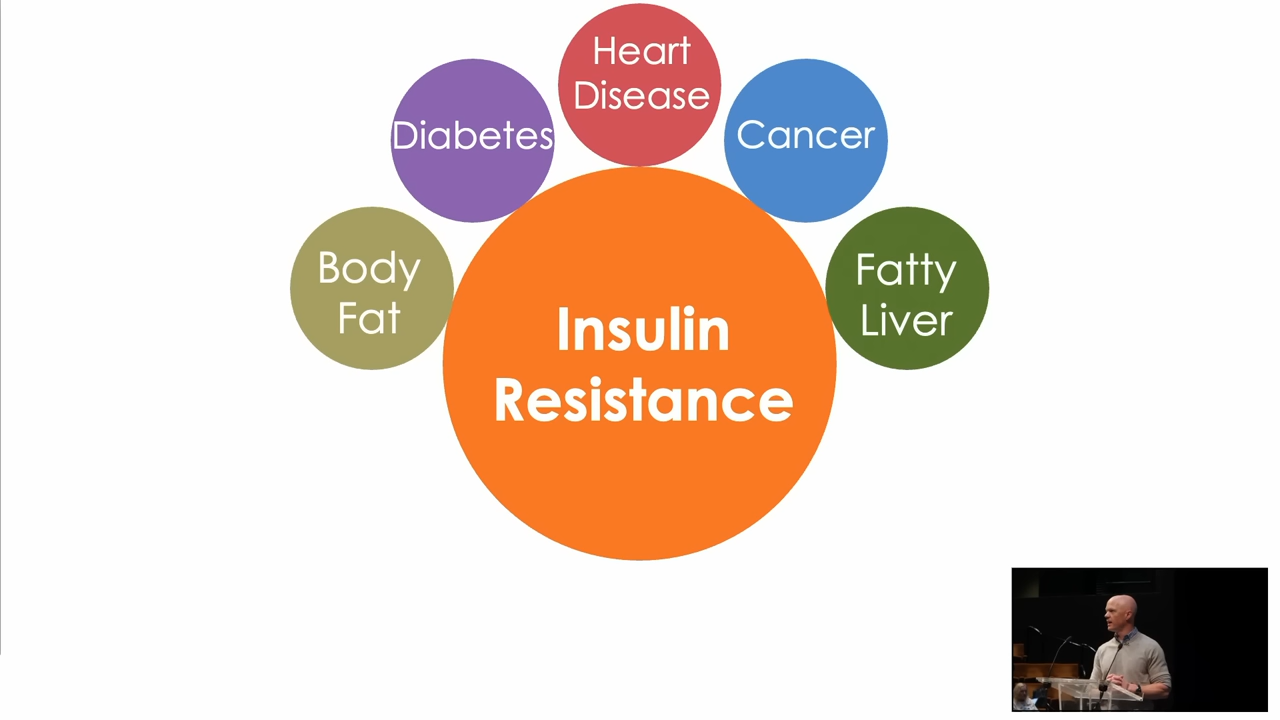 Heart
Disease
Diabetes
Cancer
Body
Fat
Fatty
Liver
Insulin
Resistance